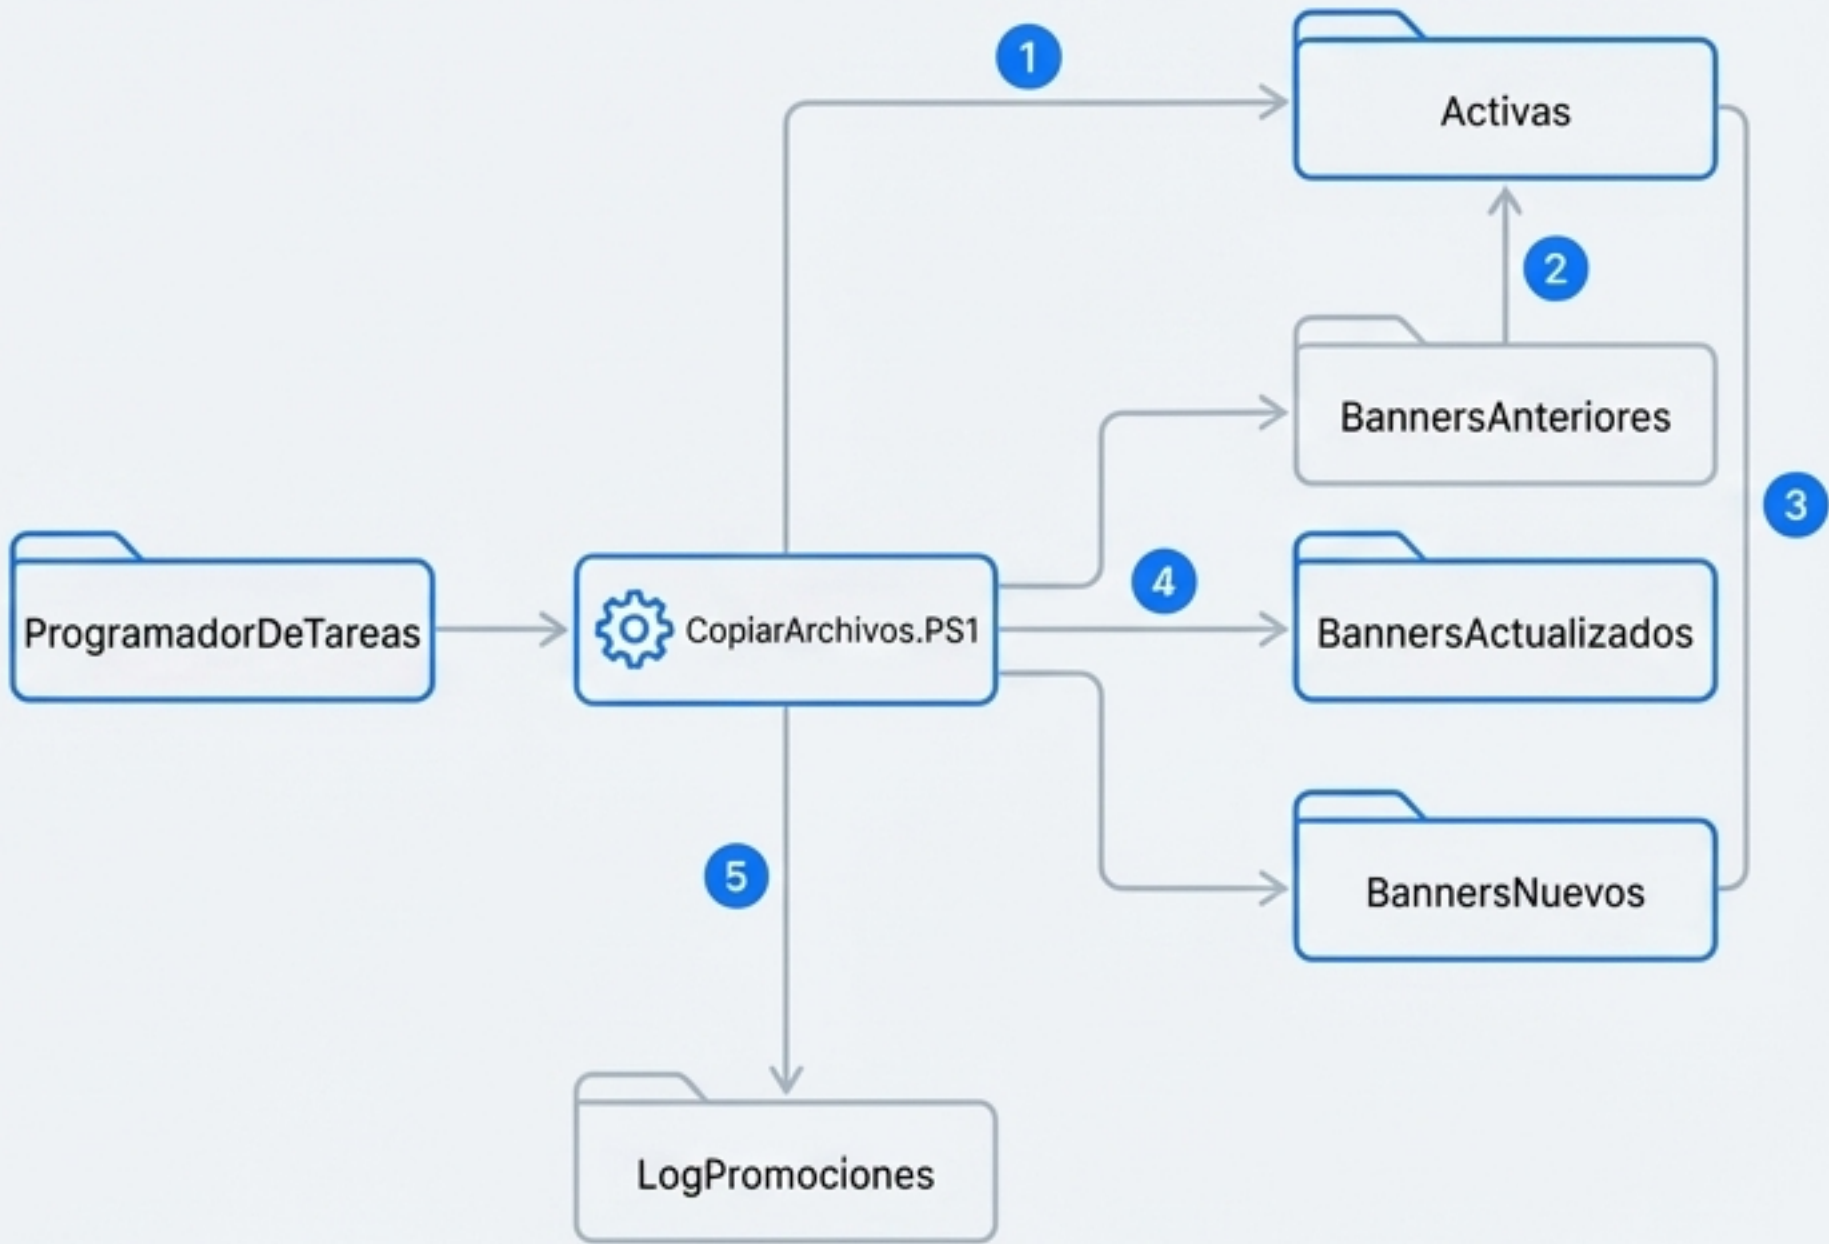 1
Activas
2
BannersAnteriores
3
4
ProgramadorDeTareas
CopiarArchivos.PS1
BannersActualizados
5
BannersNuevos
LogPromociones